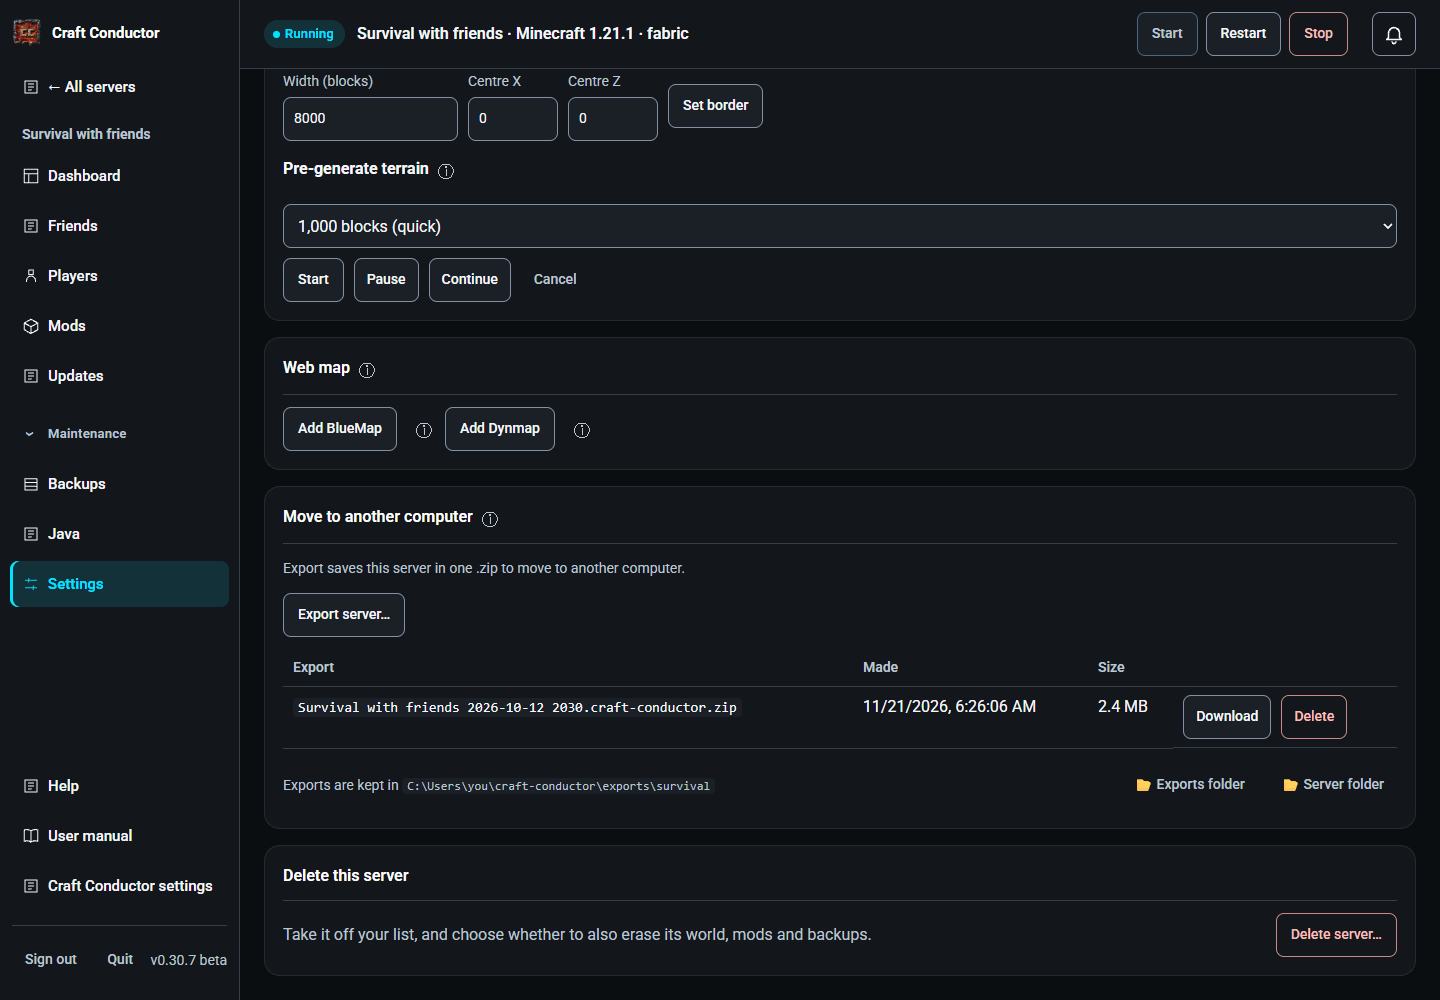 Craft Conductor
← All servers
Survival with friends
Dashboard
Friends
Players
Mods
Updates
Maintenance
Backups
Java
Settings
Help
User manual
Craft Conductor settings
Sign out Quit v0.30.7 beta
Running Survival with friends · Minecraft 1.21.1 · fabric Start Restart Stop
Width (blocks) Centre X Centre Z
8000 0 0 Set border
Pre-generate terrain
1,000 blocks (quick)
Start Pause Continue Cancel
Web map
Add BlueMap Add Dynmap
Move to another computer
Export saves this server in one .zip to move to another computer.
Export server...
Export Made Size
Survival with friends 2026-10-12 2030.craft-conductor.zip 11/21/2026, 6:26:06 AM 2.4 MB Download Delete
Exports are kept in C:\Users\you\craft-conductor\exports\survival Exports folder Server folder
Delete this server
Take it off your list, and choose whether to also erase its world, mods and backups. Delete server...